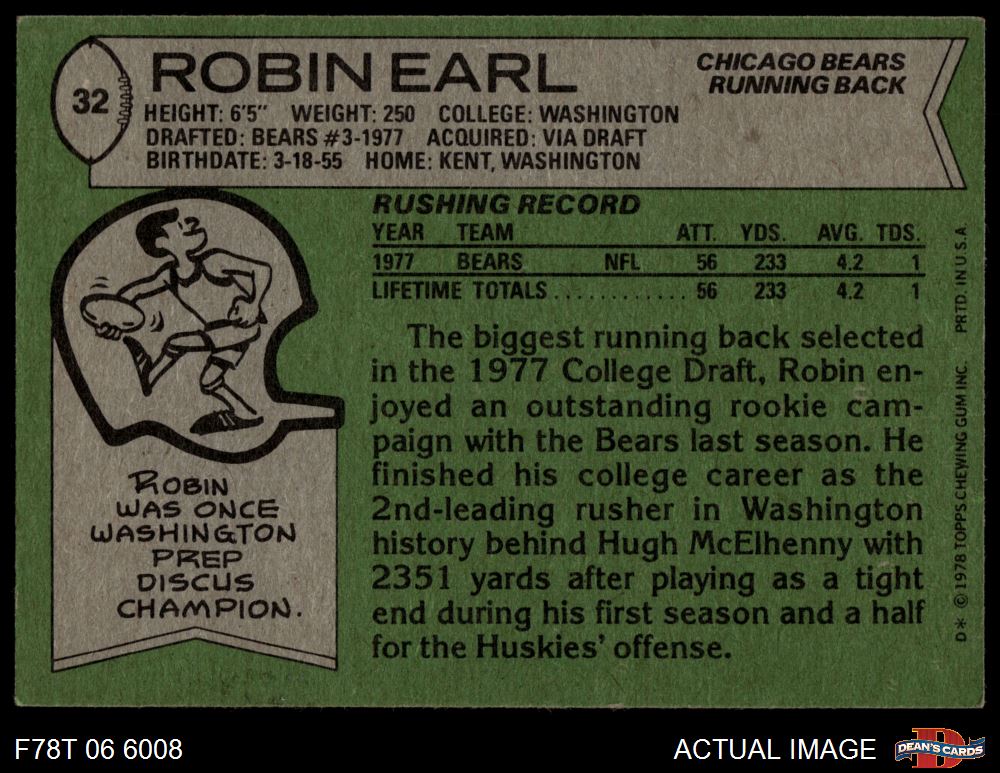 32
ROBIN EARL
CHICAGO BEARS
RUNNING BACK
HEIGHT: 6'5" WEIGHT: 250 COLLEGE: WASHINGTON
DRAFTED: BEARS #3-1977 ACQUIRED: VIA DRAFT
BIRTHDATE: 3-18-55 HOME: KENT, WASHINGTON
RUSHING RECORD
YEAR TEAM ATT. YDS. AVG. TDS.
1977 BEARS NFL 56 233 4.2 1
LIFETIME TOTALS............ 56 233 4.2 1
The biggest running back selected
in the 1977 College Draft, Robin en-
joyed an outstanding rookie cam-
paign with the Bears last season. He
finished his college career as the
2nd-leading rusher in Washington
history behind Hugh McElhenny with
2351 yards after playing as a tight
end during his first season and a half
for the Huskies' offense.
ROBIN
WAS ONCE
WASHINGTON
PREP
DISCUS
CHAMPION.
D* © 1978 TOPPS CHEWING GUM INC. PRTD. IN U.S.A.
F78T 06 6008
ACTUAL IMAGE
D
DEAN'S CARDS